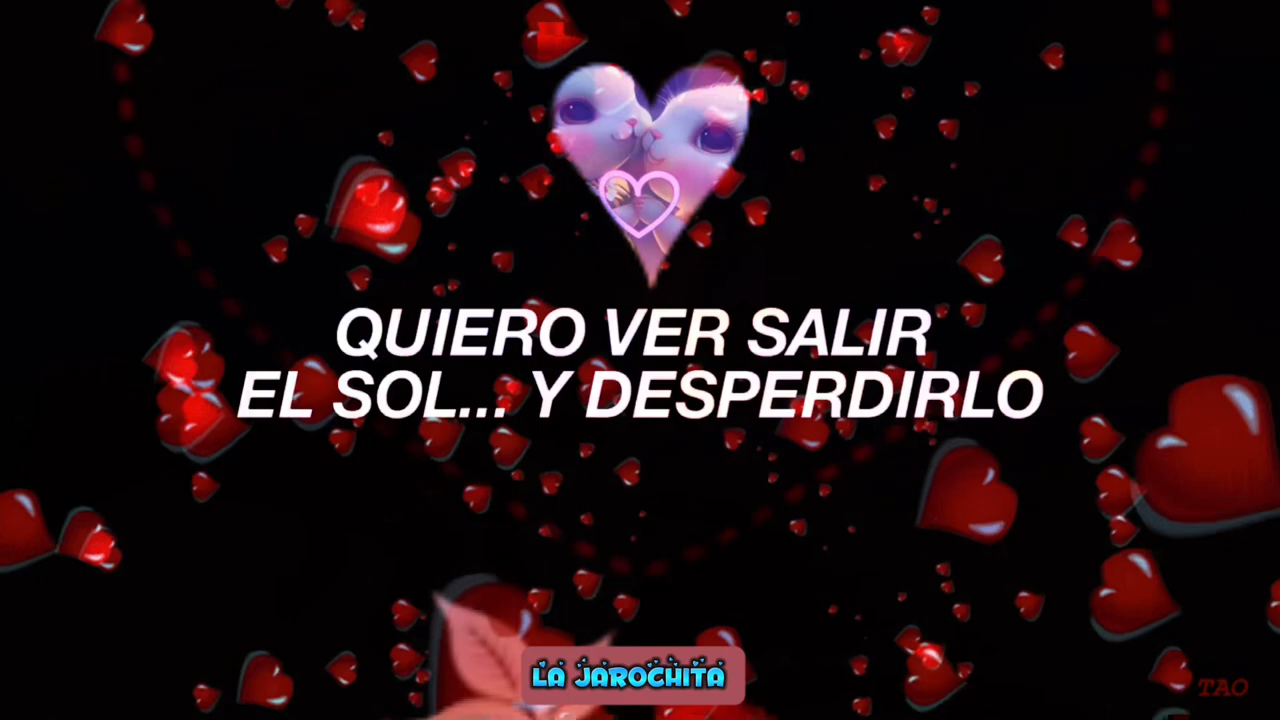 QUIERO VER SALIR
EL SOL... Y DESPERDIRLO
LA JAROCHITA
TAO